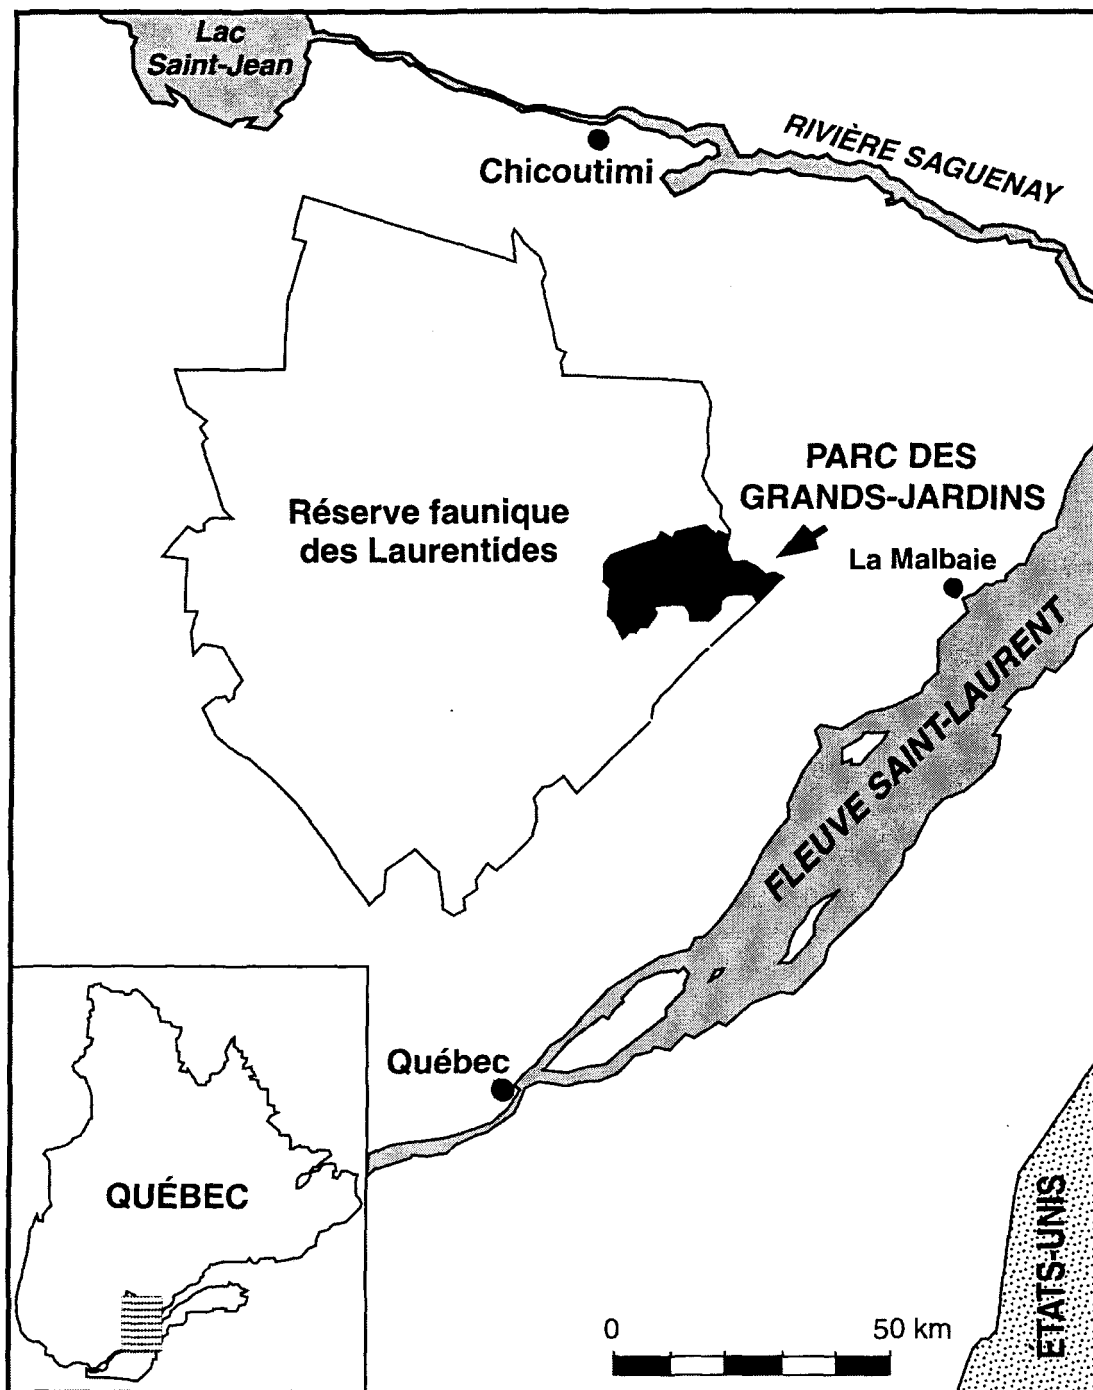 Lac
Saint-Jean
RIVIÈRE SAGUENAY
Chicoutimi
PARC DES
GRANDS-JARDINS
Réserve faunique
des Laurentides
La Malbaie
FLEUVE SAINT-LAURENT
Québec
QUÉBEC
ÉTATS-UNIS
0 50 km